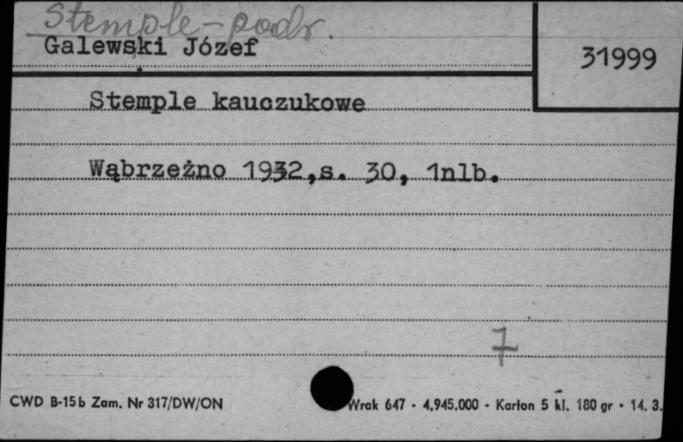 Stemple - podr.
Galewski Józef
31999
Stemple kauczukowe
Wąbrzeźno 1932,s. 30, 1nlb.
7
CWD B-15b Zam. Nr 317/DW/ON
Wrak 647 - 4.945.000 - Karton 5 kl. 180 gr - 14. 3.